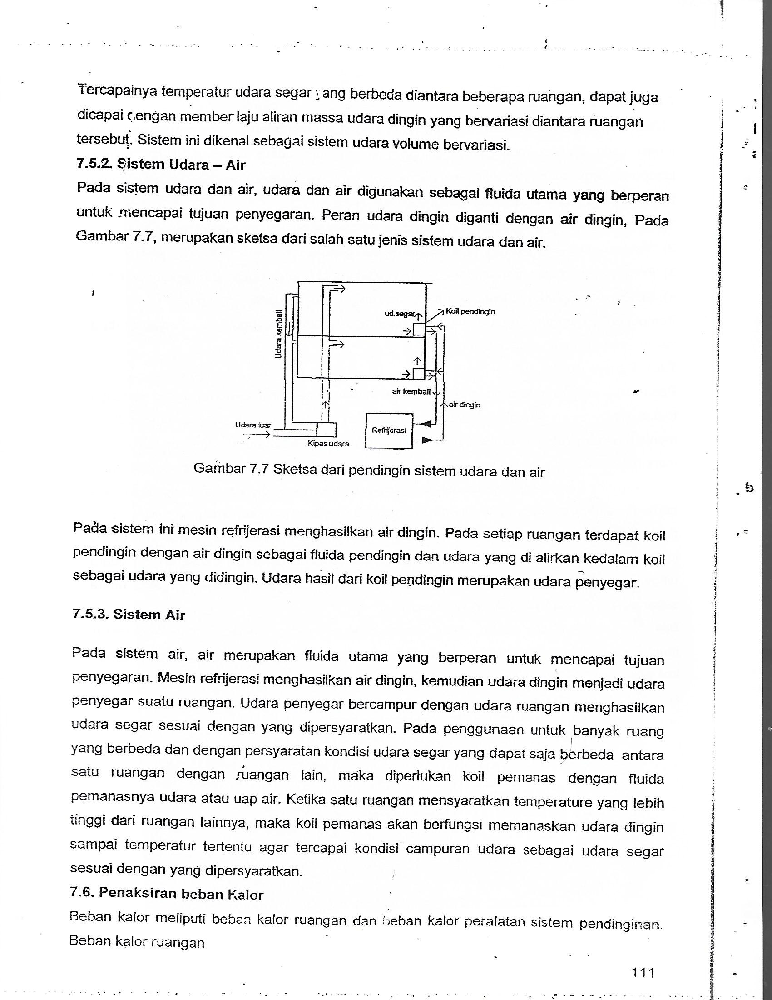 Tercapainya temperatur udara segar yang berbeda diantara beberapa ruangan, dapat juga
dicapai dengan member laju aliran massa udara dingin yang bervariasi diantara ruangan
tersebut. Sistem ini dikenal sebagai sistem udara volume bervariasi.
7.5.2. Sistem Udara – Air
Pada sistem udara dan air, udara dan air digunakan sebagai fluida utama yang berperan
untuk mencapai tujuan penyegaran. Peran udara dingin diganti dengan air dingin, Pada
Gambar 7.7, merupakan sketsa dari salah satu jenis sistem udara dan air.
Udara kembali
ud.segar
Koil pendingin
air kembali
air dingin
Udara luar
Refrijerasi
Kipas udara
Gambar 7.7 Sketsa dari pendingin sistem udara dan air
Pada sistem ini mesin refrijerasi menghasilkan air dingin. Pada setiap ruangan terdapat koil
pendingin dengan air dingin sebagai fluida pendingin dan udara yang di alirkan kedalam koil
sebagai udara yang didingin. Udara hasil dari koil pendingin merupakan udara penyegar.
7.5.3. Sistem Air
Pada sistem air, air merupakan fluida utama yang berperan untuk mencapai tujuan
penyegaran. Mesin refrijerasi menghasilkan air dingin, kemudian udara dingin menjadi udara
penyegar suatu ruangan. Udara penyegar bercampur dengan udara ruangan menghasilkan
udara segar sesuai dengan yang dipersyaratkan. Pada penggunaan untuk banyak ruang
yang berbeda dan dengan persyaratan kondisi udara segar yang dapat saja berbeda antara
satu ruangan dengan ruangan lain, maka diperlukan koil pemanas dengan fluida
pemanasnya udara atau uap air. Ketika satu ruangan mensyaratkan temperature yang lebih
tinggi dari ruangan lainnya, maka koil pemanas akan berfungsi memanaskan udara dingin
sampai temperatur tertentu agar tercapai kondisi campuran udara sebagai udara segar
sesuai dengan yang dipersyaratkan.
7.6. Penaksiran beban Kalor
Beban kalor meliputi beban kalor ruangan dan beban kalor peralatan sistem pendinginan.
Beban kalor ruangan
111